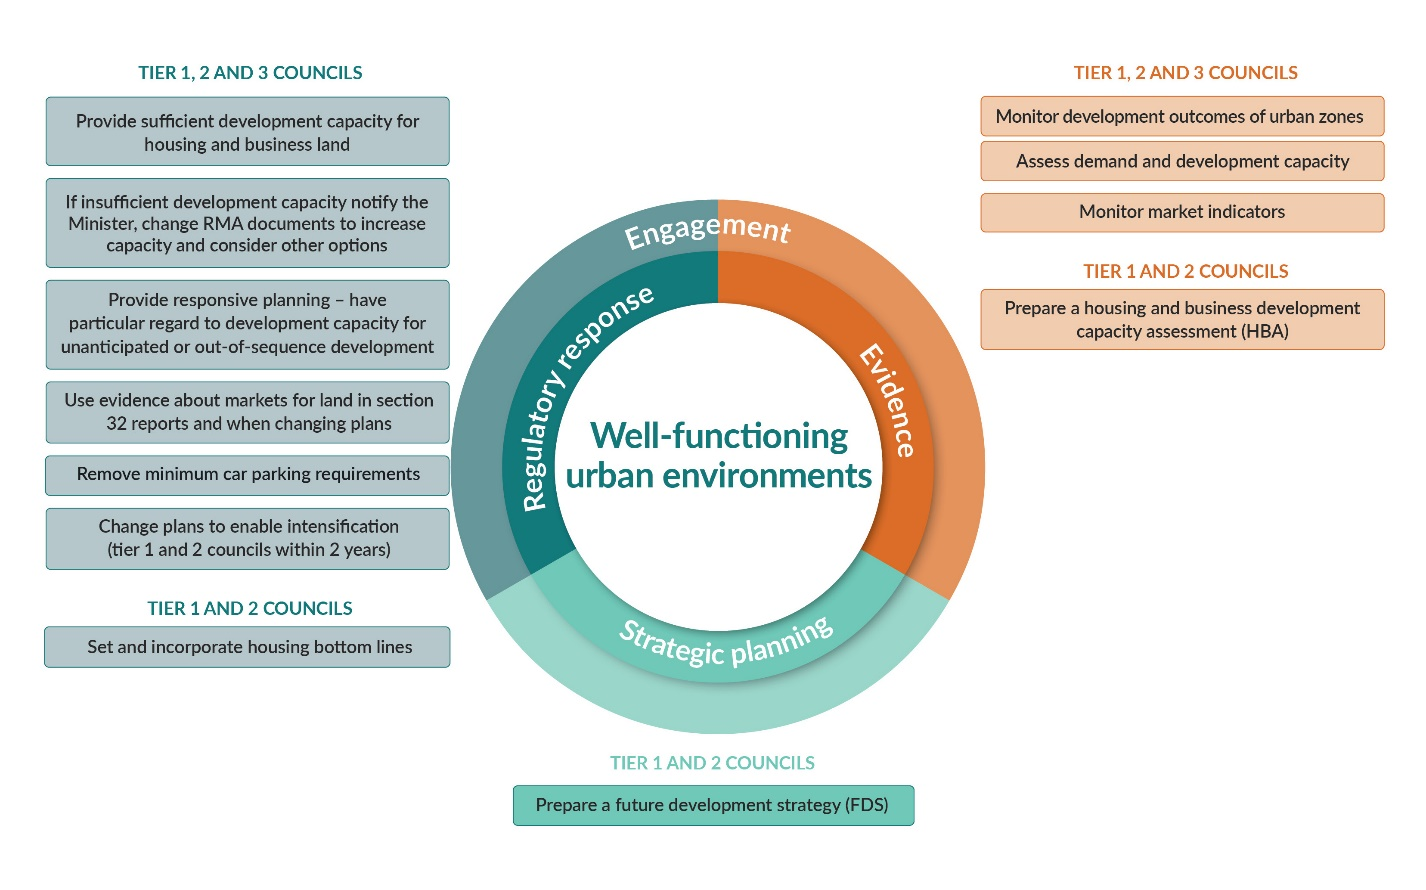 TIER 1, 2 AND 3 COUNCILS
Provide sufficient development capacity for
housing and business land
If insufficient development capacity notify the
Minister, change RMA documents to increase
capacity and consider other options
Provide responsive planning – have
particular regard to development capacity for
unanticipated or out-of-sequence development
Use evidence about markets for land in section
32 reports and when changing plans
Remove minimum car parking requirements
Change plans to enable intensification
(tier 1 and 2 councils within 2 years)
TIER 1 AND 2 COUNCILS
Set and incorporate housing bottom lines
Engagement
Regulatory response
Evidence
Strategic planning
Well-functioning
urban environments
TIER 1, 2 AND 3 COUNCILS
Monitor development outcomes of urban zones
Assess demand and development capacity
Monitor market indicators
TIER 1 AND 2 COUNCILS
Prepare a housing and business development
capacity assessment (HBA)
TIER 1 AND 2 COUNCILS
Prepare a future development strategy (FDS)